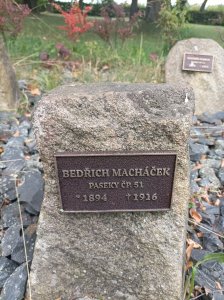 BEDŘICH MACHÁČEK
PASEKY ČP. 51
*1894 †1916